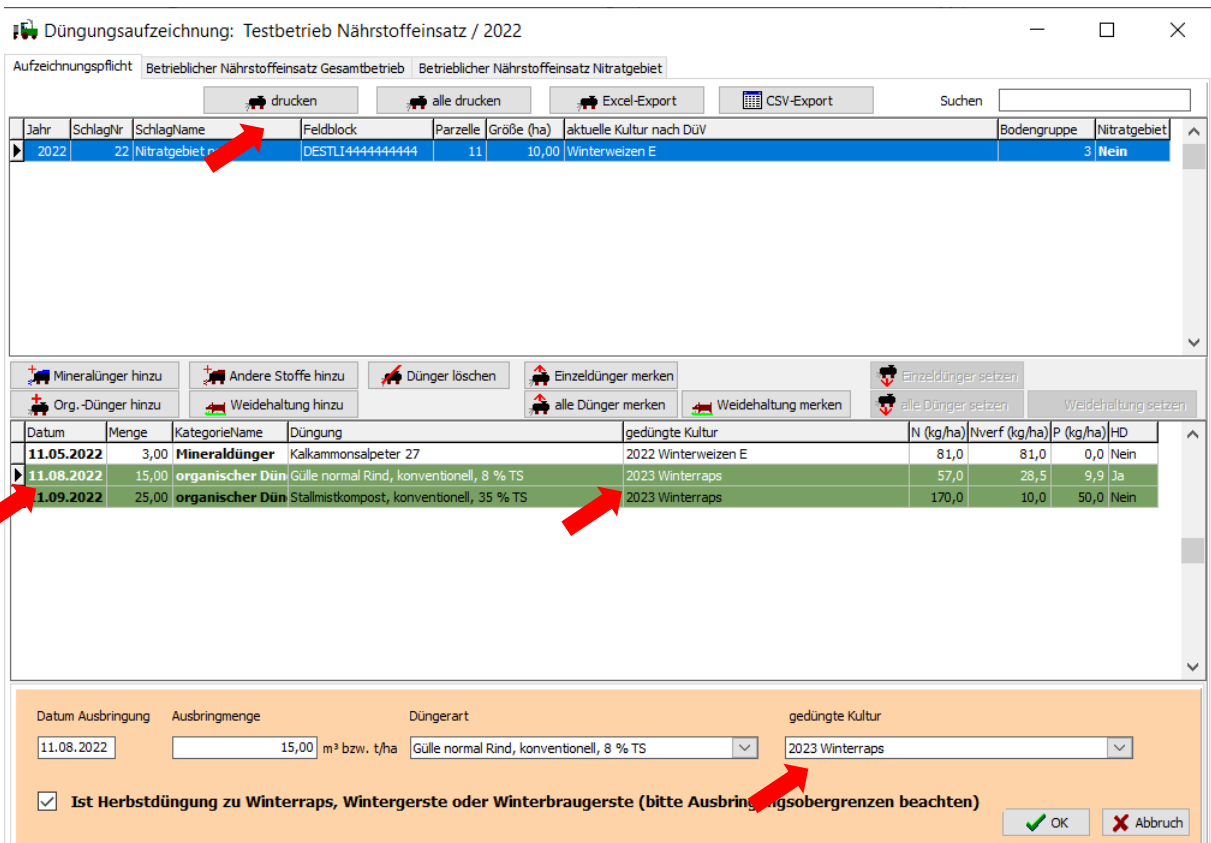 Düngungsaufzeichnung: Testbetrieb Nährstoffeinsatz / 2022
Aufzeichnungspflicht Betrieblicher Nährstoffeinsatz Gesamtbetrieb Betrieblicher Nährstoffeinsatz Nitratgebiet
drucken alle drucken Excel-Export CSV-Export Suchen
Jahr SchlagNr SchlagName Feldblock Parzelle Größe (ha) aktuelle Kultur nach DüV Bodengruppe Nitratgebiet
2022 22 Nitratgebiet DESTLI4444444444 11 10,00 Winterweizen E 3 Nein
Mineralünger hinzu Andere Stoffe hinzu Dünger löschen Einzeldünger merken Einzeldünger setzen
Org.-Dünger hinzu Weidehaltung hinzu alle Dünger merken Weidehaltung merken alle Dünger setzen Weidehaltung setzen
Datum Menge KategorieName Düngung gedüngte Kultur N (kg/ha) Nverf (kg/ha) P (kg/ha) HD
11.05.2022 3,00 Mineraldünger Kalkammonsalpeter 27 2022 Winterweizen E 81,0 81,0 0,0 Nein
11.08.2022 15,00 organischer Dün Gülle normal Rind, konventionell, 8 % TS 2023 Winterraps 57,0 28,5 9,9 Ja
11.09.2022 25,00 organischer Dün Stallmistkompost, konventionell, 35 % TS 2023 Winterraps 170,0 10,0 50,0 Nein
Datum Ausbringung Ausbringmenge Düngerart gedüngte Kultur
11.08.2022 15,00 m³ bzw. t/ha Gülle normal Rind, konventionell, 8 % TS 2023 Winterraps
Ist Herbstdüngung zu Winterraps, Wintergerste oder Winterbraugerste (bitte Ausbringungsobergrenzen beachten)
OK Abbruch